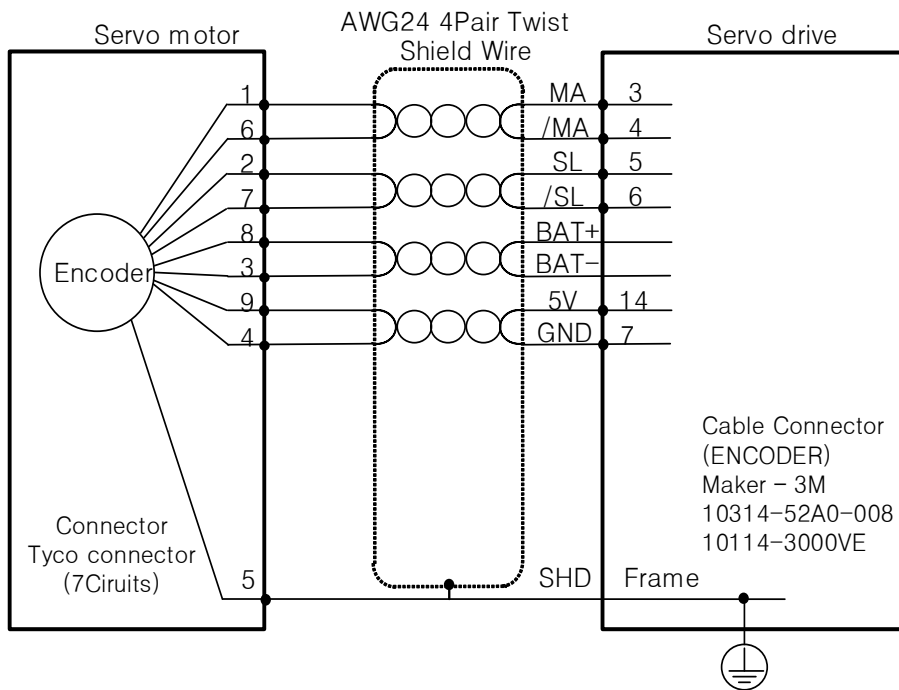 AWG24 4Pair Twist
Shield Wire
Servo motor
Servo drive
1 MA 3
6 /MA 4
2 SL 5
7 /SL 6
8 BAT+
3 BAT-
9 5V 14
4 GND 7
Encoder
Cable Connector
(ENCODER)
Maker - 3M
10314-52A0-008
10114-3000VE
Connector
Tyco connector
(7Ciruits)
5 SHD Frame